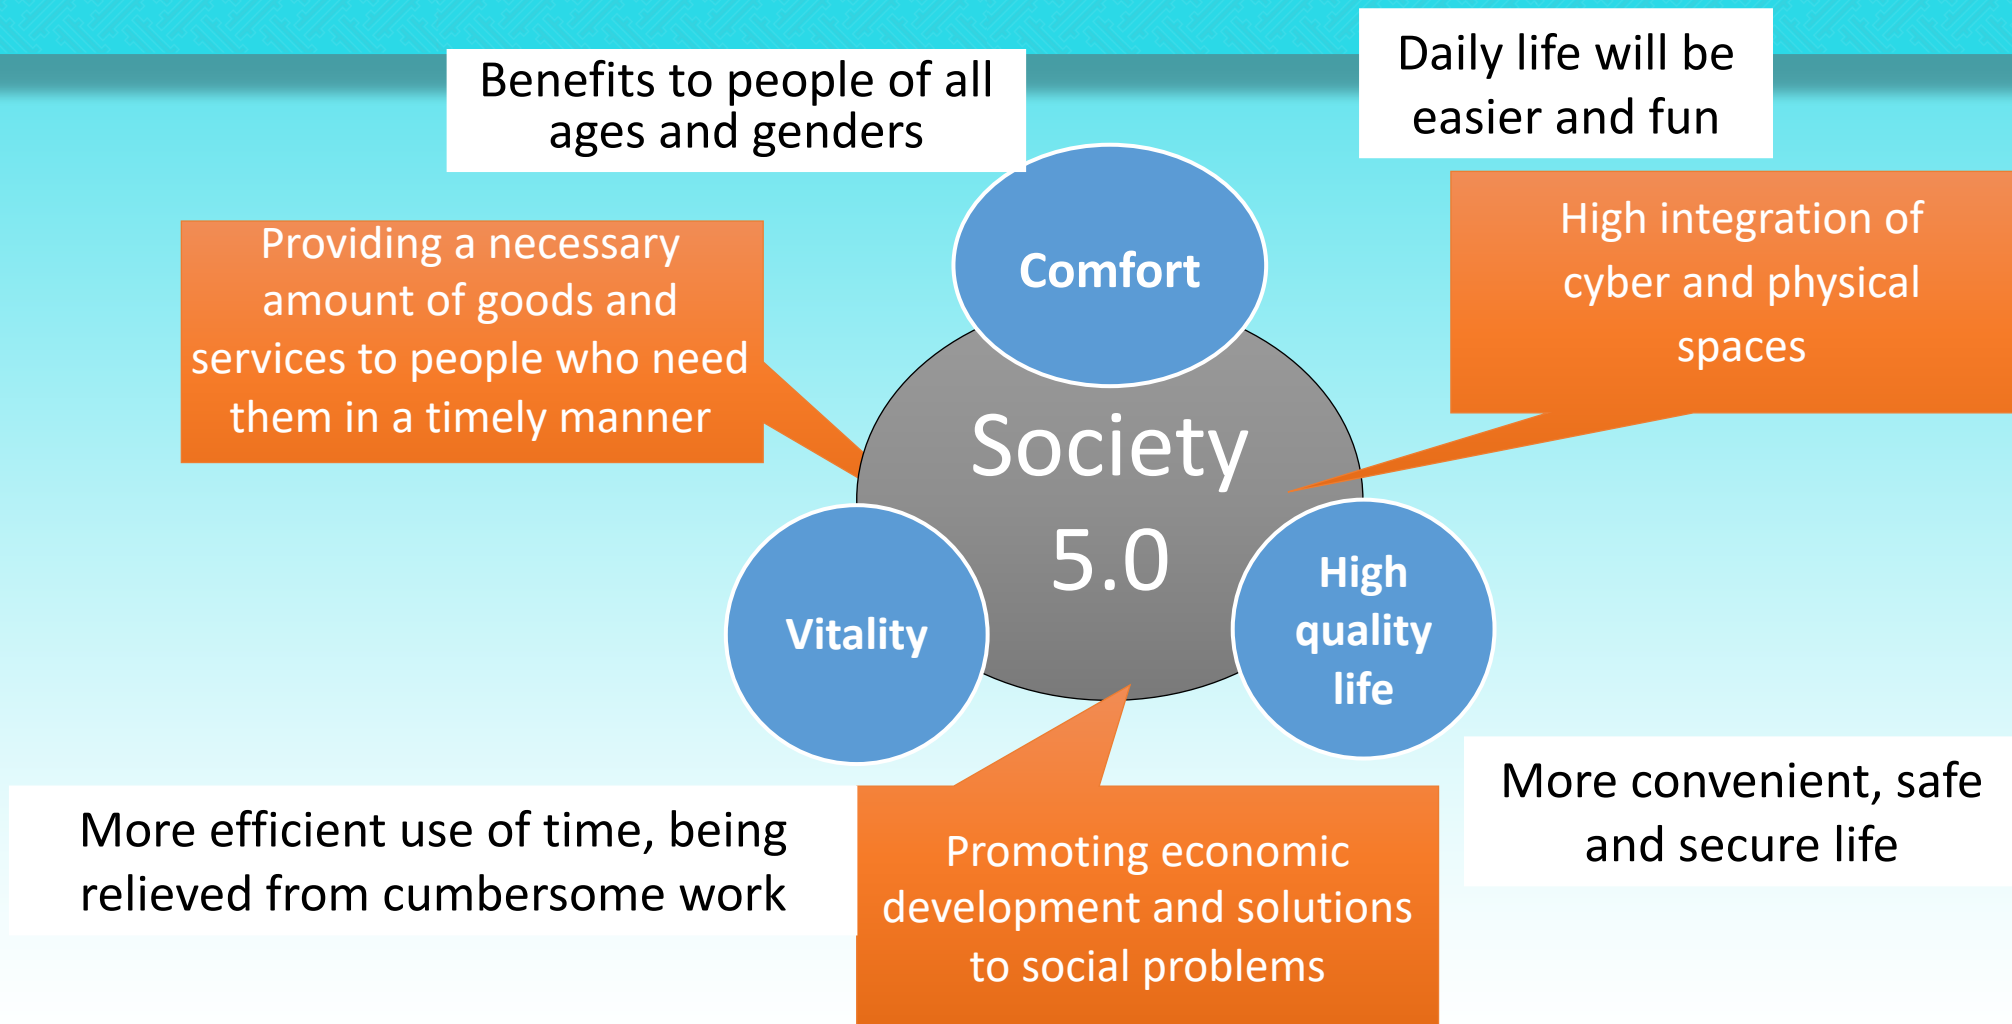 Benefits to people of all
ages and genders
Daily life will be
easier and fun
Providing a necessary
amount of goods and
services to people who need
them in a timely manner
Comfort
High integration of
cyber and physical
spaces
Society
5.0
Vitality
High
quality
life
More efficient use of time, being
relieved from cumbersome work
Promoting economic
development and solutions
to social problems
More convenient, safe
and secure life